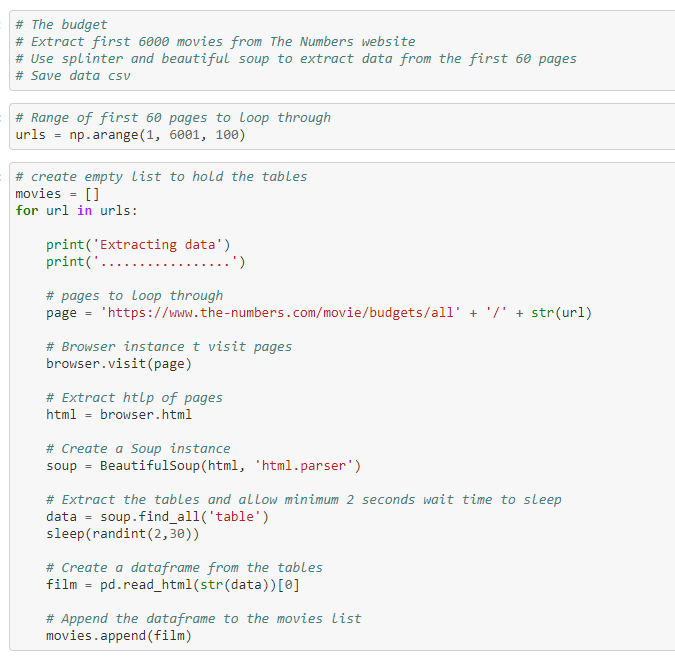 # The budget
# Extract first 6000 movies from The Numbers website
# Use splinter and beautiful soup to extract data from the first 60 pages
# Save data csv
# Range of first 60 pages to loop through
urls = np.arange(1, 6001, 100)
# create empty list to hold the tables
movies = []
for url in urls:
    print('Extracting data')
    print('.................')
    # pages to loop through
    page = 'https://www.the-numbers.com/movie/budgets/all' + '/' + str(url)
    # Browser instance t visit pages
    browser.visit(page)
    # Extract htlp of pages
    html = browser.html
    # Create a Soup instance
    soup = BeautifulSoup(html, 'html.parser')
    # Extract the tables and allow minimum 2 seconds wait time to sleep
    data = soup.find_all('table')
    sleep(randint(2,30))
    # Create a dataframe from the tables
    film = pd.read_html(str(data))[0]
    # Append the dataframe to the movies list
    movies.append(film)